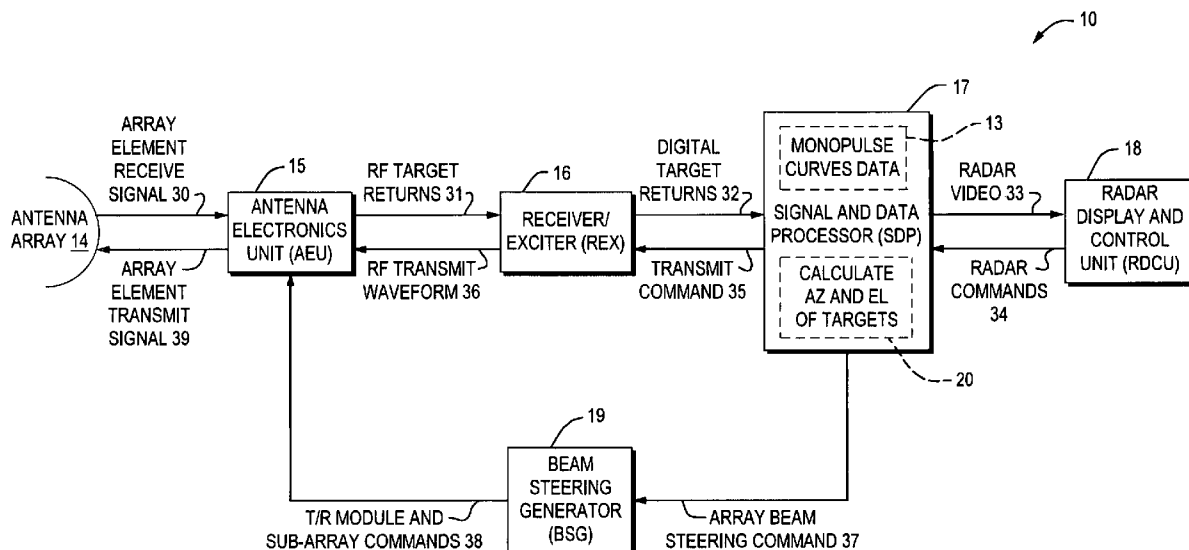 10
ARRAY
ELEMENT
RECEIVE
SIGNAL 30
ANTENNA
ARRAY 14
ARRAY
ELEMENT
TRANSMIT
SIGNAL 39
15
ANTENNA
ELECTRONICS
UNIT (AEU)
RF TARGET
RETURNS 31
RF TRANSMIT
WAVEFORM 36
16
RECEIVER/
EXCITER (REX)
DIGITAL
TARGET
RETURNS 32
TRANSMIT
COMMAND 35
17
13
MONOPULSE
CURVES DATA
SIGNAL AND DATA
PROCESSOR (SDP)
CALCULATE
AZ AND EL
OF TARGETS
20
RADAR
VIDEO 33
RADAR
COMMANDS
34
18
RADAR
DISPLAY AND
CONTROL
UNIT (RDCU)
19
BEAM
STEERING
GENERATOR
(BSG)
T/R MODULE AND
SUB-ARRAY COMMANDS 38
ARRAY BEAM
STEERING COMMAND 37